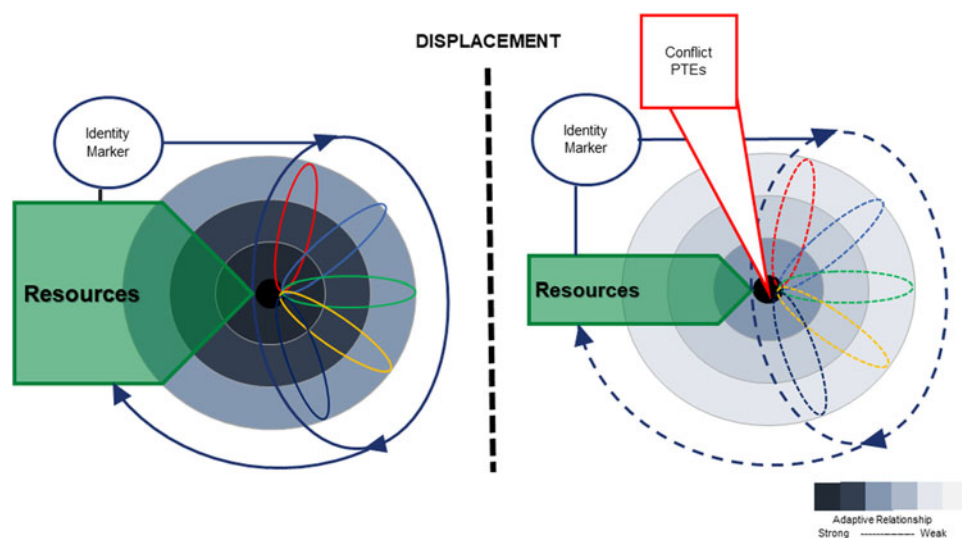 DISPLACEMENT
Conflict
PTEs
Identity
Marker
Identity
Marker
Resources
Resources
Adaptive Relationship
Strong ---------------- Weak